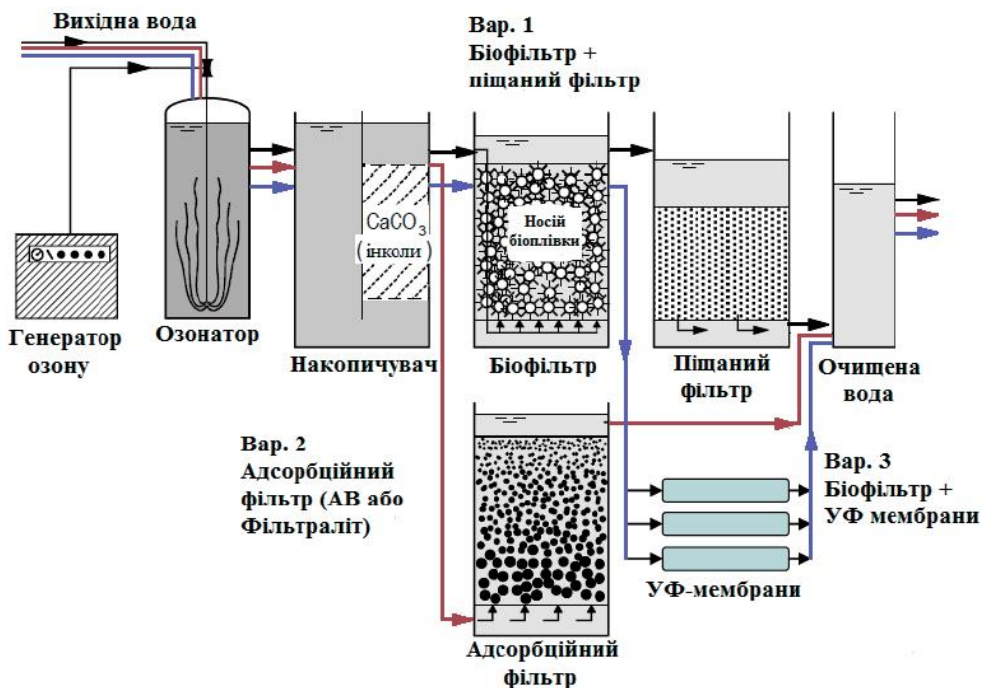 Вихідна вода
Вар. 1
Біофільтр +
піщаний фільтр
CaCO3
(інколи)
Носій
біоплівки
Генератор
озону
Озонатор
Накопичувач
Біофільтр
Піщаний
фільтр
Очищена
вода
Вар. 2
Адсорбційний
фільтр (АВ або
Фільтраліт)
Вар. 3
Біофільтр +
УФ мембрани
УФ-мембрани
Адсорбційний
фільтр